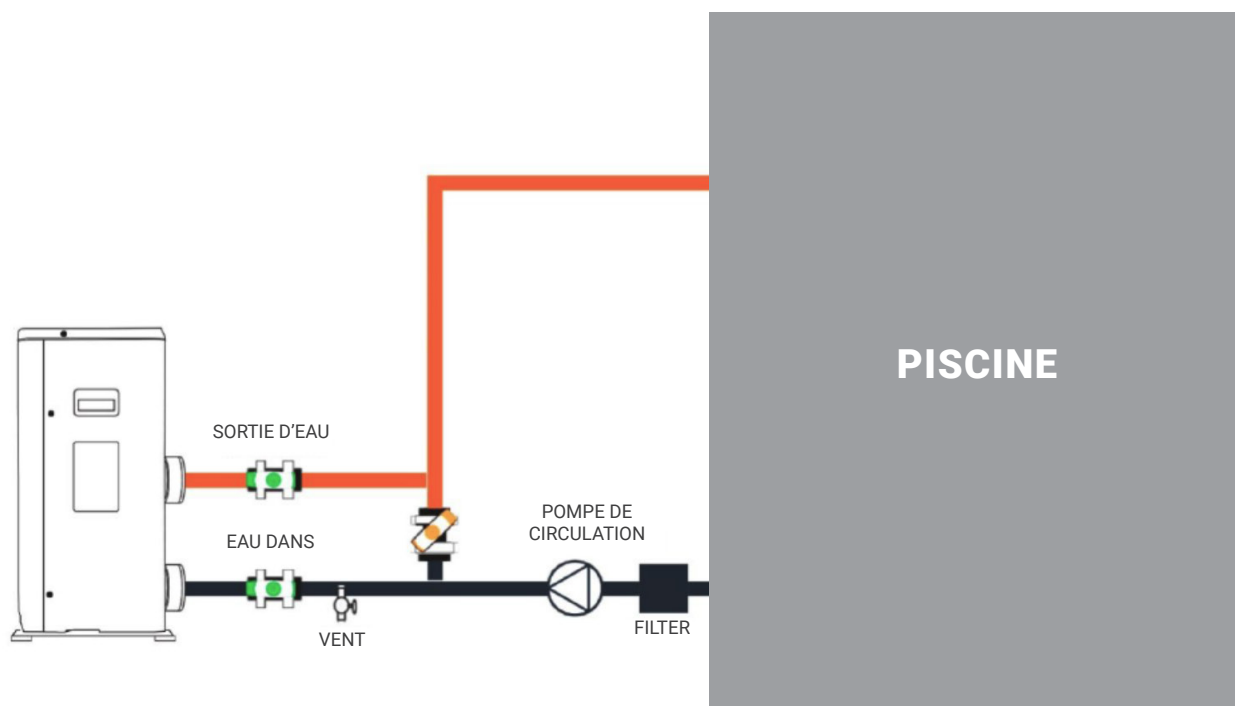 PISCINE
SORTIE D'EAU
POMPE DE
CIRCULATION
EAU DANS
VENT
FILTER